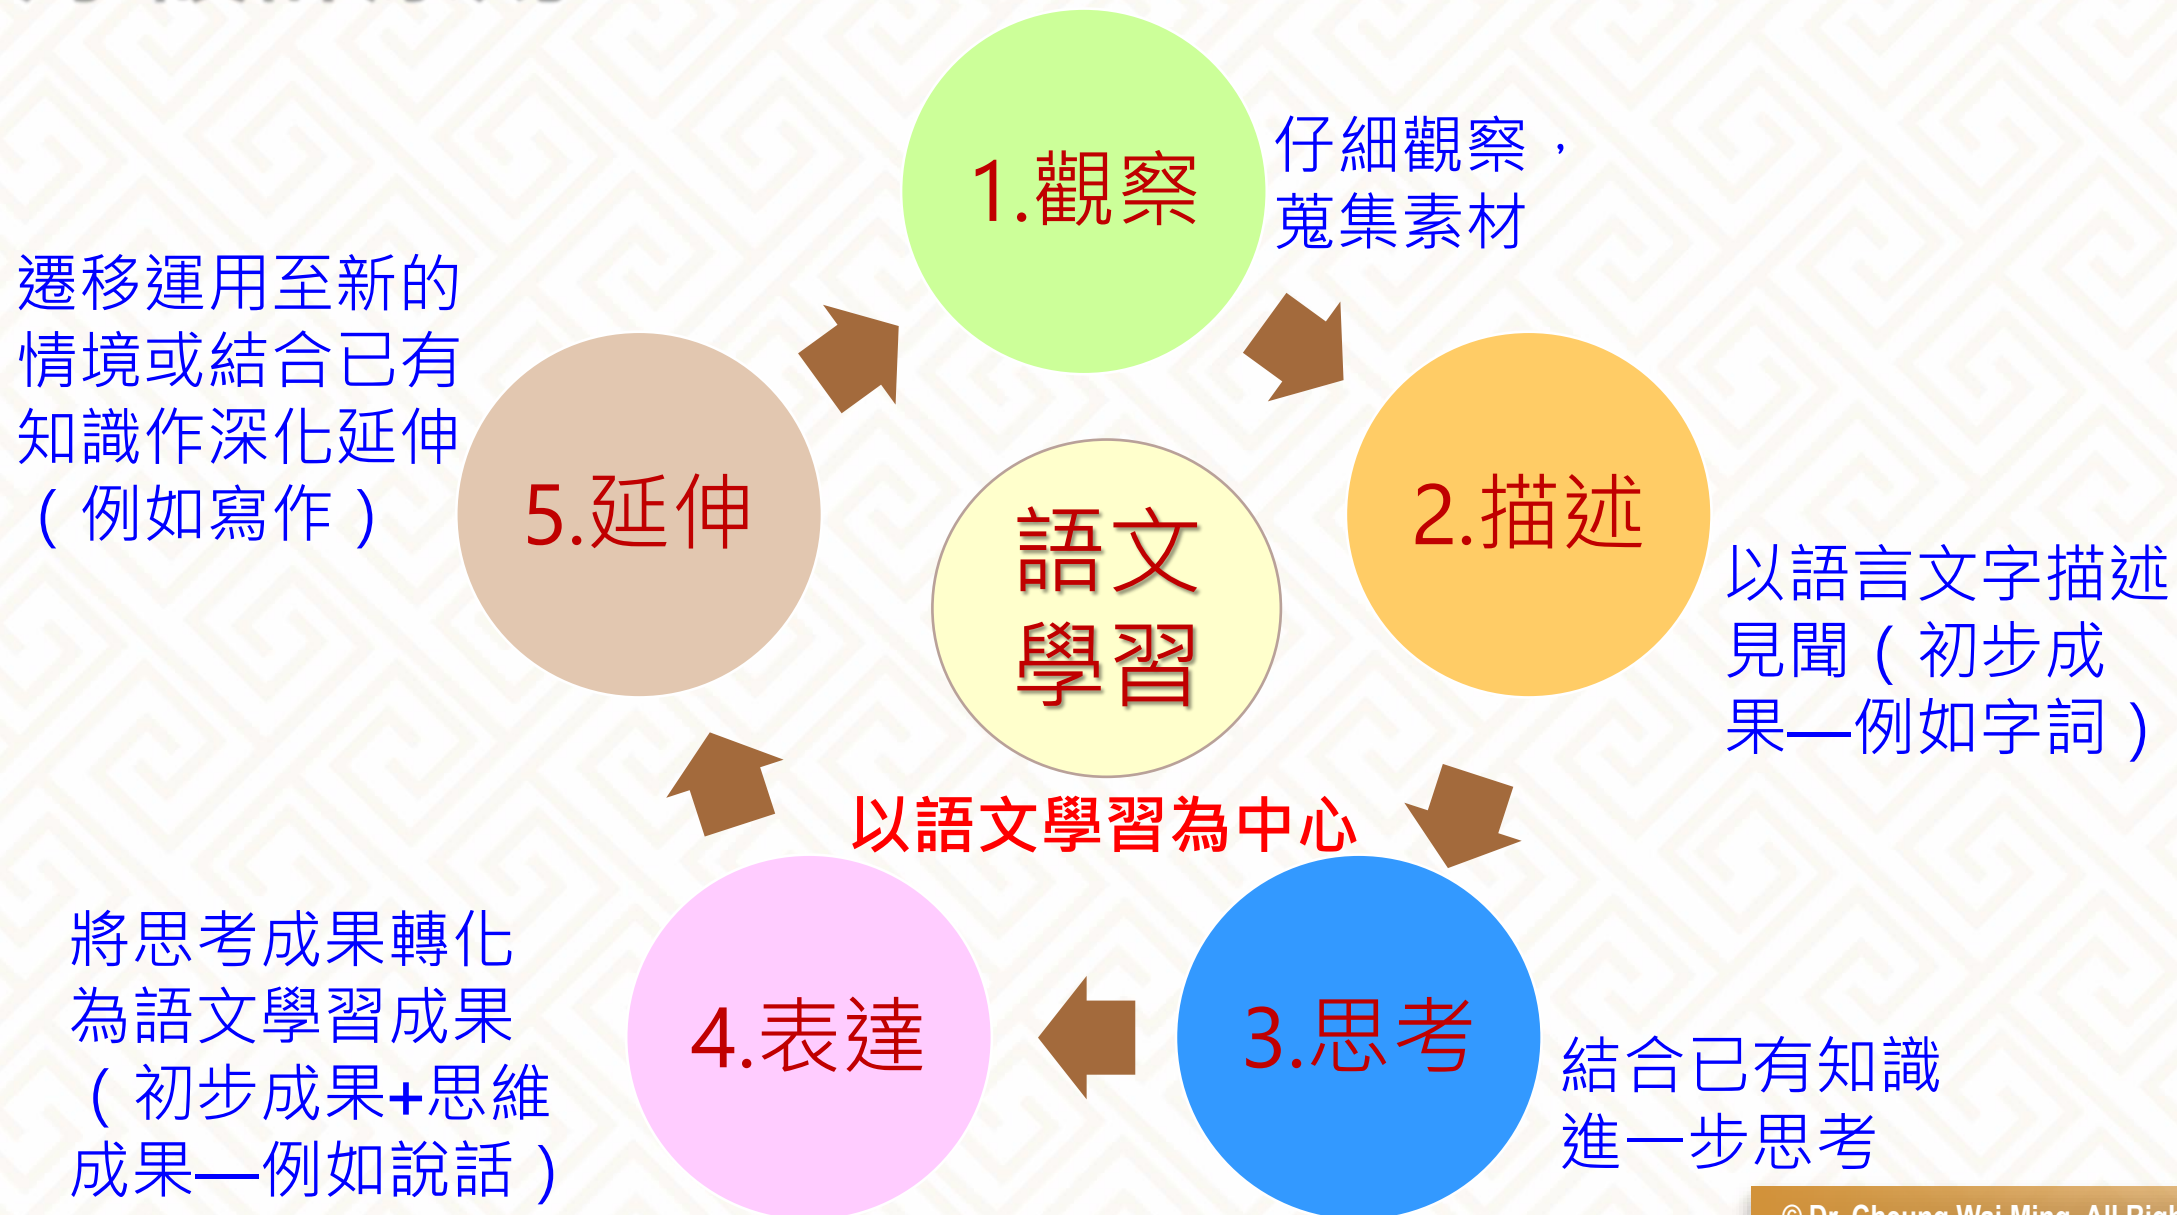 1.觀察
仔細觀察，
蒐集素材
2.描述
以語言文字描述
見聞（初步成
果—例如字詞）
3.思考
結合已有知識
進一步思考
4.表達
將思考成果轉化
為語文學習成果
（初步成果+思維
成果—例如說話）
5.延伸
遷移運用至新的
情境或結合已有
知識作深化延伸
（例如寫作）
語文
學習
以語文學習為中心
© Dr. Cheung Wai Ming, All